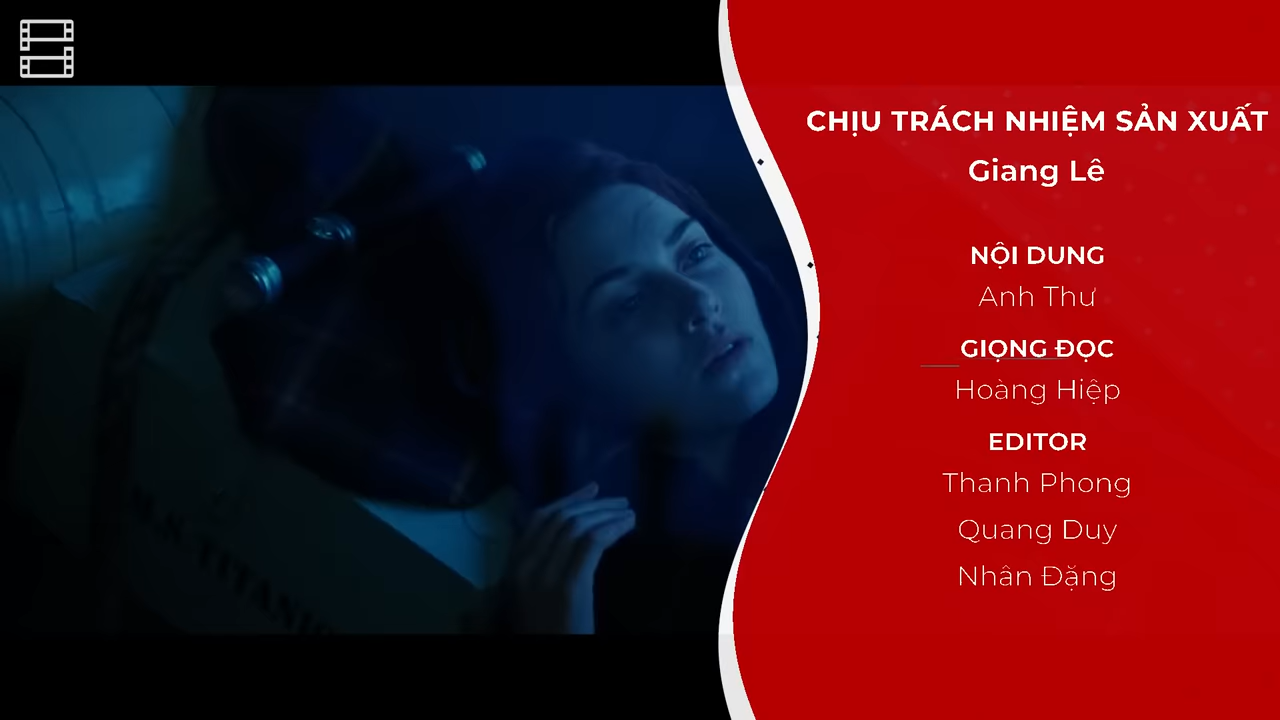 CHỊU TRÁCH NHIỆM SẢN XUẤT
Giang Lê
NỘI DUNG
Anh Thư
GIỌNG ĐỌC
Hoàng Hiệp
EDITOR
Thanh Phong
Quang Duy
Nhân Đặng
TITANIC